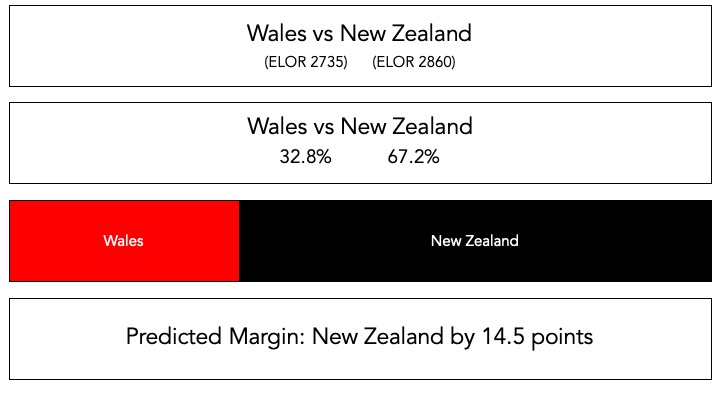 Wales vs New Zealand
(ELOR 2735) (ELOR 2860)
Wales vs New Zealand
32.8% 67.2%
Wales New Zealand
Predicted Margin: New Zealand by 14.5 points